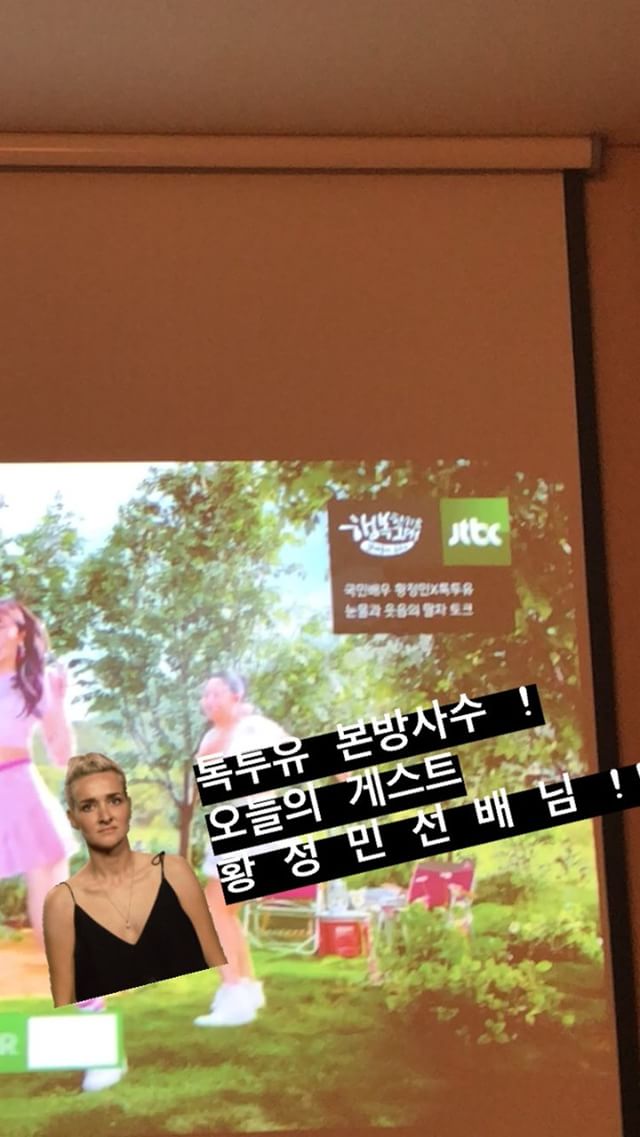 jtbc
국민배우 황정민X톡투유
눈물과 웃음의 활자 토크
톡투유 본방사수 !
오늘의 게스트
황 정 민 선 배 님 !!
R